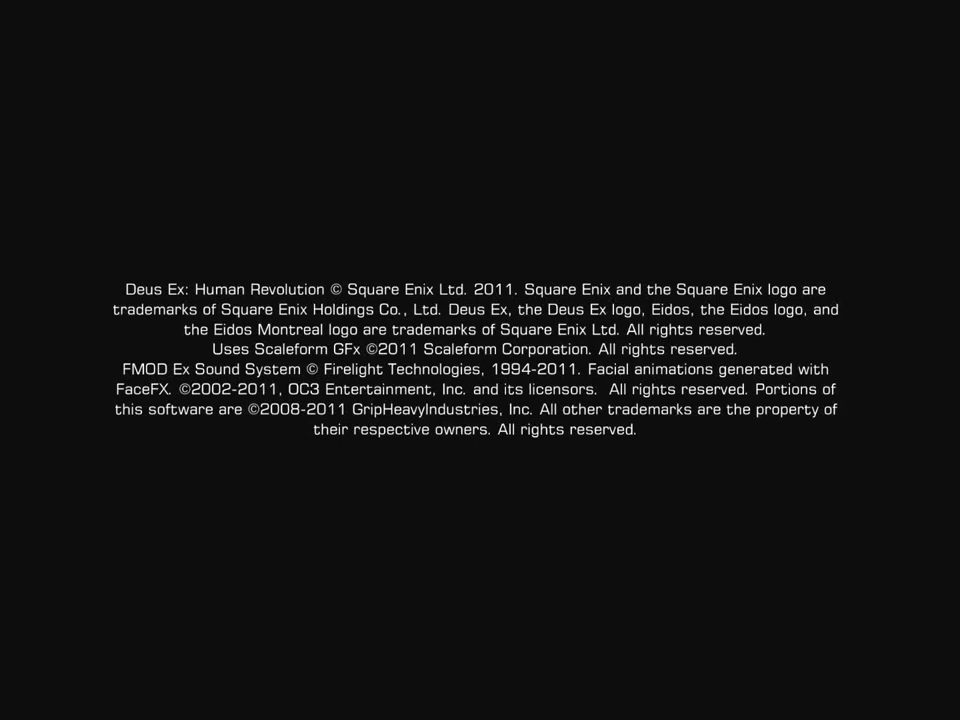 Deus Ex: Human Revolution © Square Enix Ltd. 2011. Square Enix and the Square Enix logo are
trademarks of Square Enix Holdings Co., Ltd. Deus Ex, the Deus Ex logo, Eidos, the Eidos logo, and
the Eidos Montreal logo are trademarks of Square Enix Ltd. All rights reserved.
Uses Scaleform GFx ©2011 Scaleform Corporation. All rights reserved.
FMOD Ex Sound System © Firelight Technologies, 1994-2011. Facial animations generated with
FaceFX. ©2002-2011, OC3 Entertainment, Inc. and its licensors. All rights reserved. Portions of
this software are ©2008-2011 GripHeavyIndustries, Inc. All other trademarks are the property of
their respective owners. All rights reserved.